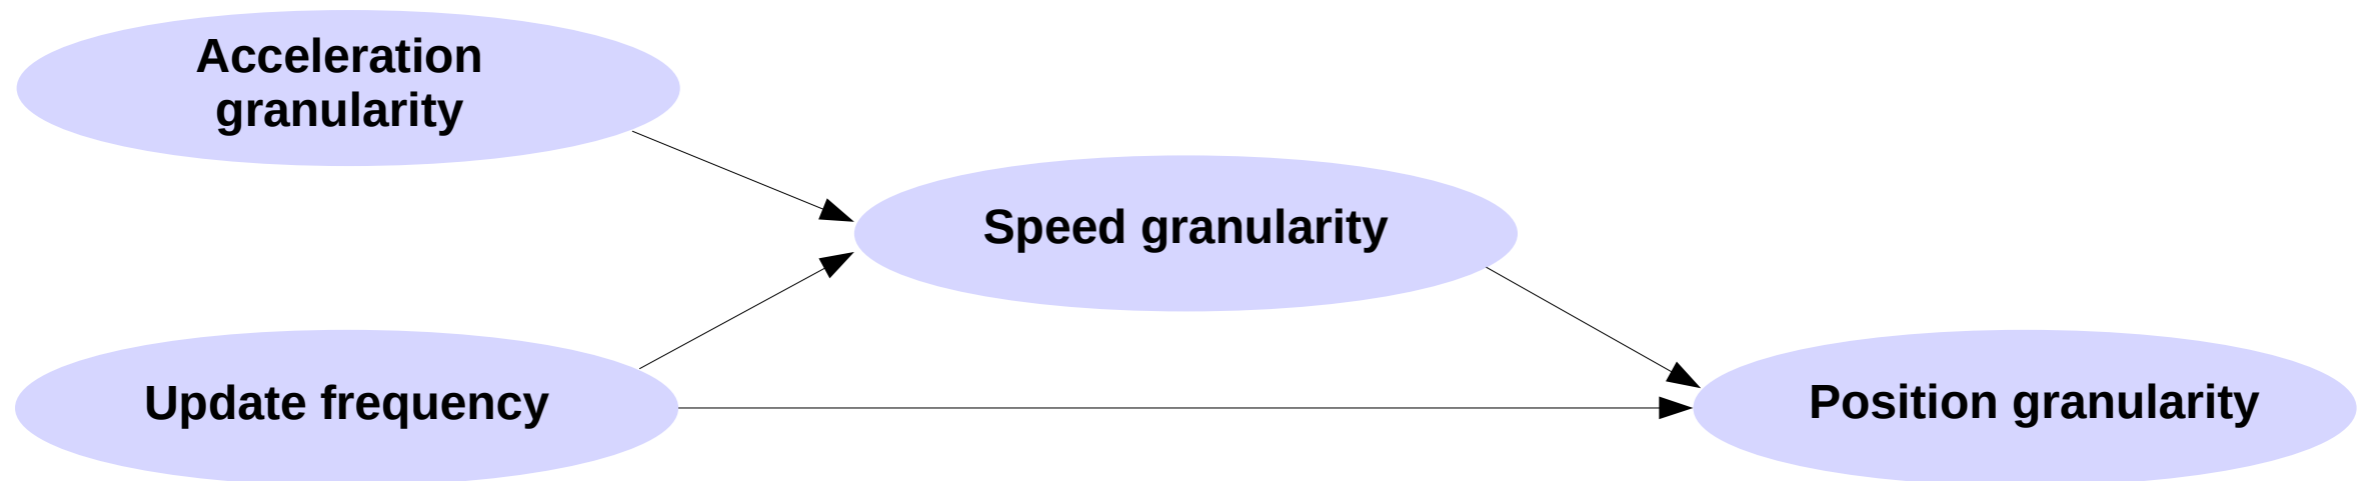 Acceleration
granularity
Speed granularity
Update frequency
Position granularity